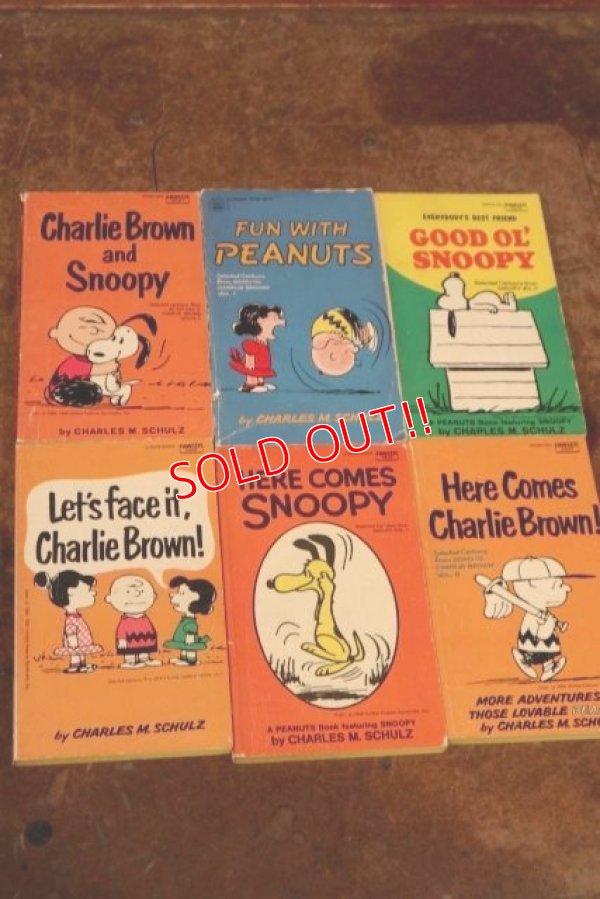 Charlie Brown
and
Snoopy
by CHARLES M. SCHULZ
FUN WITH
PEANUTS
by CHARLES M. SCHULZ
EVERYBODY'S BEST FRIEND
GOOD OL'
SNOOPY
A PEANUTS Book featuring SNOOPY
by CHARLES M. SCHULZ
SOLD OUT!!
Let's face it,
Charlie Brown!
by CHARLES M. SCHULZ
HERE COMES
SNOOPY
A PEANUTS Book featuring SNOOPY
by CHARLES M. SCHULZ
Here Comes
Charlie Brown!
MORE ADVENTURES
THOSE LOVABLE PEA
by CHARLES M. SCHU